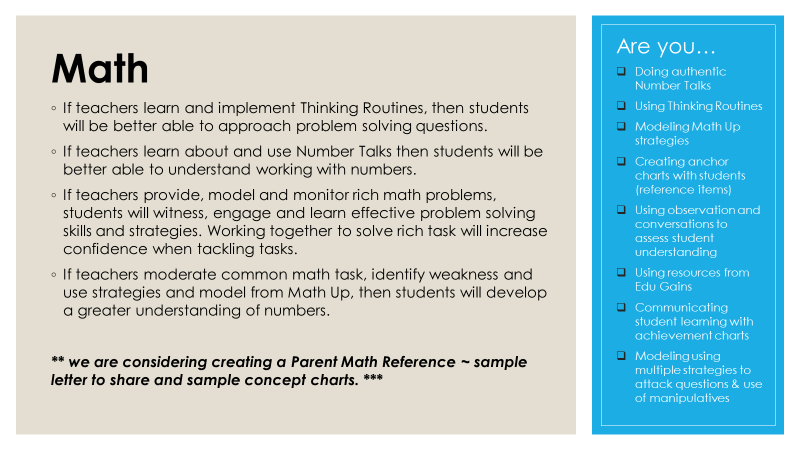 Math
◦ If teachers learn and implement Thinking Routines, then students
will be better able to approach problem solving questions.
◦ If teachers learn about and use Number Talks then students will be
better able to understand working with numbers.
◦ If teachers provide, model and monitor rich math problems,
students will witness, engage and learn effective problem solving
skills and strategies. Working together to solve rich task will increase
confidence when tackling tasks.
◦ If teachers moderate common math task, identify weakness and
use strategies and model from Math Up, then students will develop
a greater understanding of numbers.
** we are considering creating a Parent Math Reference ~ sample
letter to share and sample concept charts. ***
Are you…
❑ Doing authentic
Number Talks
❑ Using Thinking Routines
❑ Modeling Math Up
strategies
❑ Creating anchor
charts with students
(reference items)
❑ Using observation and
conversations to
assess student
understanding
❑ Using resources from
Edu Gains
❑ Communicating
student learning with
achievement charts
❑ Modeling using
multiple strategies to
attack questions & use
of manipulatives